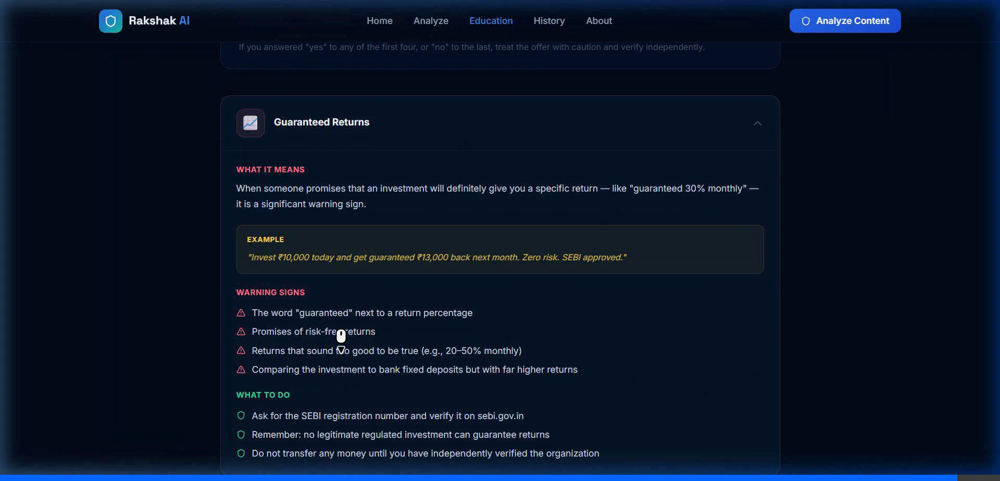 Rakshak AI
Home
Analyze
Education
History
About
Analyze Content
If you answered "yes" to any of the first four, or "no" to the last, treat the offer with caution and verify independently.
Guaranteed Returns
WHAT IT MEANS
When someone promises that an investment will definitely give you a specific return — like "guaranteed 30% monthly" —
it is a significant warning sign.
EXAMPLE
"Invest ₹10,000 today and get guaranteed ₹13,000 back next month. Zero risk. SEBI approved."
WARNING SIGNS
The word "guaranteed" next to a return percentage
Promises of risk-free returns
Returns that sound too good to be true (e.g., 20–50% monthly)
Comparing the investment to bank fixed deposits but with far higher returns
WHAT TO DO
Ask for the SEBI registration number and verify it on sebi.gov.in
Remember: no legitimate regulated investment can guarantee returns
Do not transfer any money until you have independently verified the organization